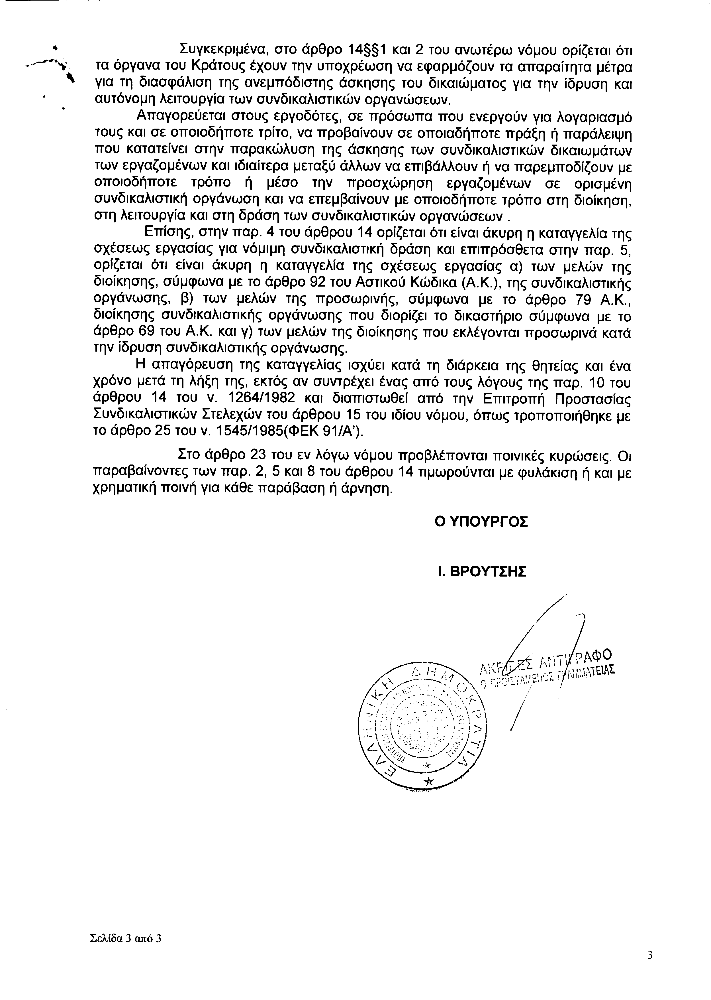 Συγκεκριμένα, στο άρθρο 14§§1 και 2 του ανωτέρω νόμου ορίζεται ότι
τα όργανα του Κράτους έχουν την υποχρέωση να εφαρμόζουν τα απαραίτητα μέτρα
για τη διασφάλιση της ανεμπόδιστης άσκησης του δικαιώματος για την ίδρυση και
αυτόνομη λειτουργία των συνδικαλιστικών οργανώσεων.
Απαγορεύεται στους εργοδότες, σε πρόσωπα που ενεργούν για λογαριασμό
τους και σε οποιοδήποτε τρίτο, να προβαίνουν σε οποιαδήποτε πράξη ή παράλειψη
που κατατείνει στην παρακώλυση της άσκησης των συνδικαλιστικών δικαιωμάτων
των εργαζομένων και ιδιαίτερα μεταξύ άλλων να επιβάλλουν ή να παρεμποδίζουν με
οποιοδήποτε τρόπο ή μέσο την προσχώρηση εργαζομένων σε ορισμένη
συνδικαλιστική οργάνωση και να επεμβαίνουν με οποιοδήποτε τρόπο στη διοίκηση,
στη λειτουργία και στη δράση των συνδικαλιστικών οργανώσεων .
Επίσης, στην παρ. 4 του άρθρου 14 ορίζεται ότι είναι άκυρη η καταγγελία της
σχέσεως εργασίας για νόμιμη συνδικαλιστική δράση και επιπρόσθετα στην παρ. 5,
ορίζεται ότι είναι άκυρη η καταγγελία της σχέσεως εργασίας α) των μελών της
διοίκησης, σύμφωνα με το άρθρο 92 του Αστικού Κώδικα (Α.Κ.), της συνδικαλιστικής
οργάνωσης, β) των μελών της προσωρινής, σύμφωνα με το άρθρο 79 Α.Κ.,
διοίκησης συνδικαλιστικής οργάνωσης που διορίζει το δικαστήριο σύμφωνα με το
άρθρο 69 του Α.Κ. και γ) των μελών της διοίκησης που εκλέγονται προσωρινά κατά
την ίδρυση συνδικαλιστικής οργάνωσης.
Η απαγόρευση της καταγγελίας ισχύει κατά τη διάρκεια της θητείας και ένα
χρόνο μετά τη λήξη της, εκτός αν συντρέχει ένας από τους λόγους της παρ. 10 του
άρθρου 14 του ν. 1264/1982 και διαπιστωθεί από την Επιτροπή Προστασίας
Συνδικαλιστικών Στελεχών του άρθρου 15 του ιδίου νόμου, όπως τροποποιήθηκε με
το άρθρο 25 του ν. 1545/1985(ΦΕΚ 91/Α').
Στο άρθρο 23 του εν λόγω νόμου προβλέπονται ποινικές κυρώσεις. Οι
παραβαίνοντες των παρ. 2, 5 και 8 του άρθρου 14 τιμωρούνται με φυλάκιση ή και με
χρηματική ποινή για κάθε παράβαση ή άρνηση.
Ο ΥΠΟΥΡΓΟΣ
Ι. ΒΡΟΥΤΣΗΣ
ΑΚΡΙΒΕΣ ΑΝΤΙΓΡΑΦΟ
Ο ΠΡΟΪΣΤΑΜΕΝΟΣ ΓΡΑΜΜΑΤΕΙΑΣ
ΕΛΛΗΝΙΚΗ ΔΗΜΟΚΡΑΤΙΑ
Σελίδα 3 από 3
3